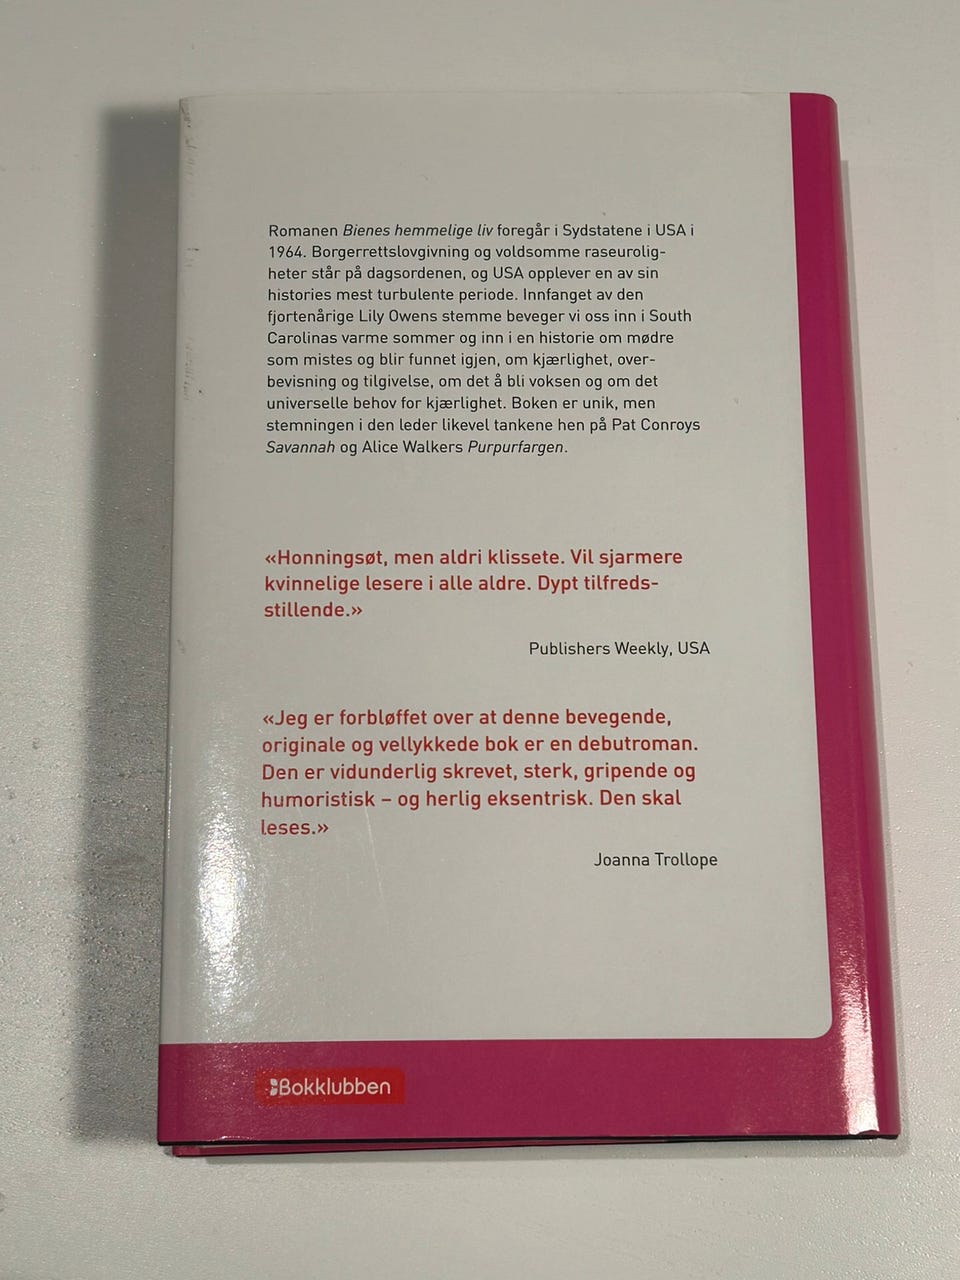 Romanen Bienes hemmelige liv foregår i Sydstatene i USA i
1964. Borgerrettslovgivning og voldsomme raseurolig-
heter står på dagsordenen, og USA opplever en av sin
histories mest turbulente periode. Innfanget av den
fjortenårige Lily Owens stemme beveger vi oss inn i South
Carolinas varme sommer og inn i en historie om mødre
som mistes og blir funnet igjen, om kjærlighet, over-
bevisning og tilgivelse, om det å bli voksen og om det
universelle behov for kjærlighet. Boken er unik, men
stemningen i den leder likevel tankene hen på Pat Conroys
Savannah og Alice Walkers Purpurfargen.
«Honningsøt, men aldri klissete. Vil sjarmere
kvinnelige lesere i alle aldre. Dypt tilfreds-
stillende.»
Publishers Weekly, USA
«Jeg er forbløffet over at denne bevegende,
originale og vellykkede bok er en debutroman.
Den er vidunderlig skrevet, sterk, gripende og
humoristisk – og herlig eksentrisk. Den skal
leses.»
Joanna Trollope
Bokklubben